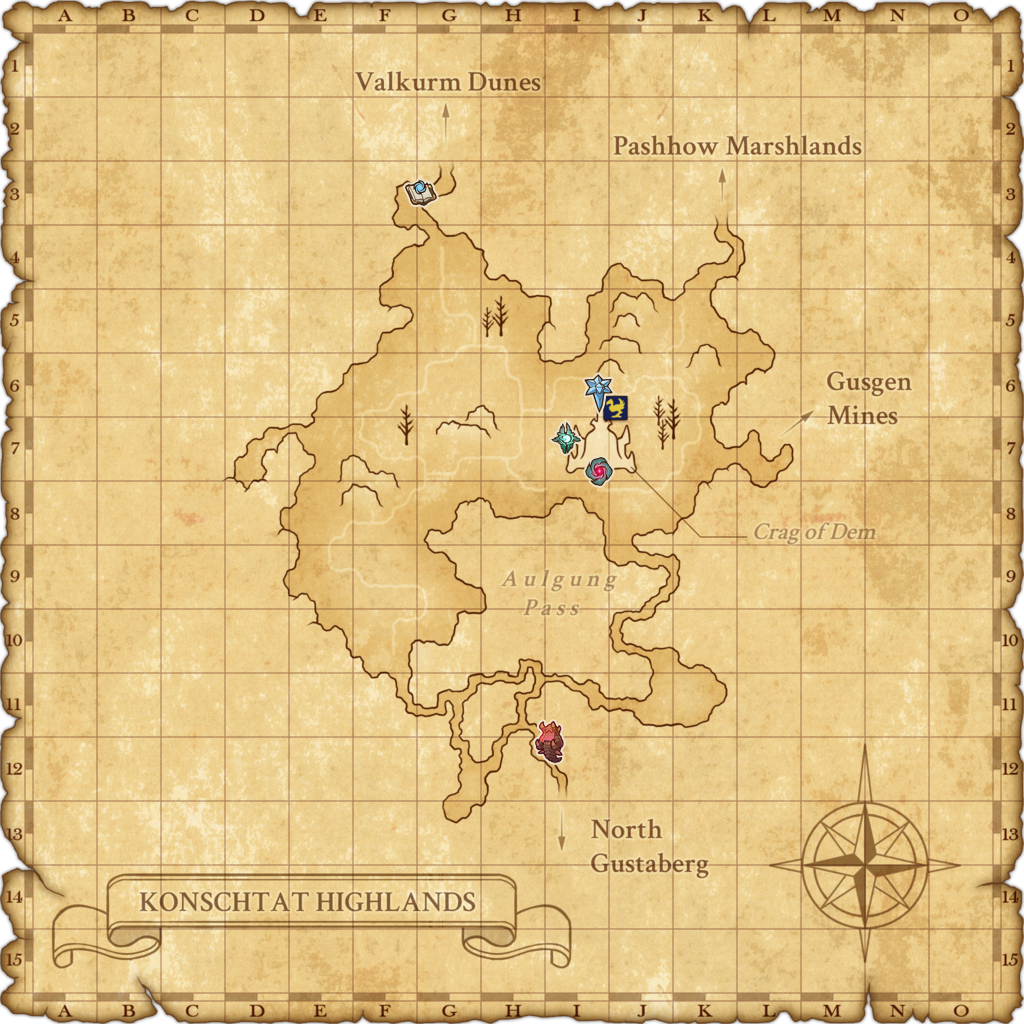 A B C D E F G H I J K L M N O
1 1
Valkurm Dunes
2 2
Pashhow Marshlands
3 3
4 4
5 5
6 6
Gusgen
Mines
7 7
8 8
Crag of Dem
9 9
Aulgung
Pass
10 10
11 11
12 12
13 13
North
Gustaberg
14 14
KONSCHTAT HIGHLANDS
15 15
A B C D E F G H I J K L M N O